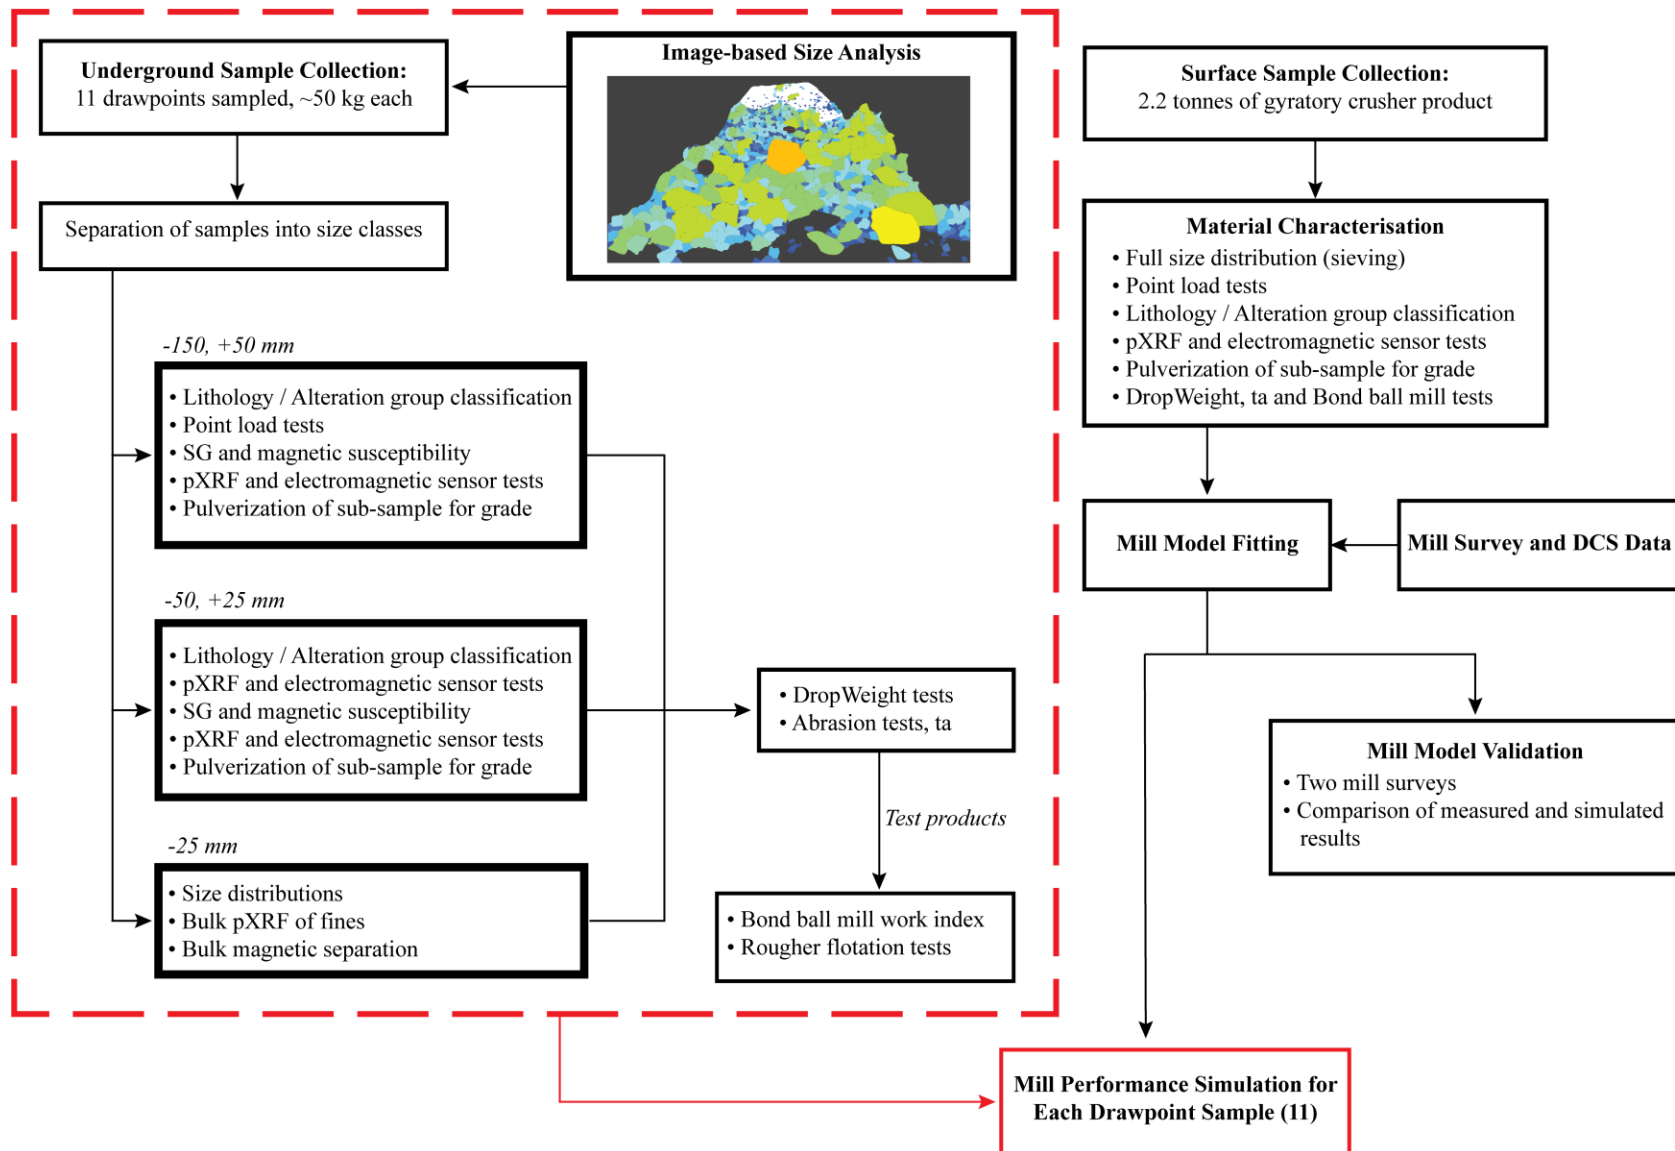 Underground Sample Collection:
11 drawpoints sampled, ~50 kg each
Image-based Size Analysis
Separation of samples into size classes
-150, +50 mm
• Lithology / Alteration group classification
• Point load tests
• SG and magnetic susceptibility
• pXRF and electromagnetic sensor tests
• Pulverization of sub-sample for grade
-50, +25 mm
• Lithology / Alteration group classification
• pXRF and electromagnetic sensor tests
• SG and magnetic susceptibility
• pXRF and electromagnetic sensor tests
• Pulverization of sub-sample for grade
-25 mm
• Size distributions
• Bulk pXRF of fines
• Bulk magnetic separation
• DropWeight tests
• Abrasion tests, ta
Test products
• Bond ball mill work index
• Rougher flotation tests
Surface Sample Collection:
2.2 tonnes of gyratory crusher product
Material Characterisation
• Full size distribution (sieving)
• Point load tests
• Lithology / Alteration group classification
• pXRF and electromagnetic sensor tests
• Pulverization of sub-sample for grade
• DropWeight, ta and Bond ball mill tests
Mill Model Fitting
Mill Survey and DCS Data
Mill Model Validation
• Two mill surveys
• Comparison of measured and simulated
results
Mill Performance Simulation for
Each Drawpoint Sample (11)